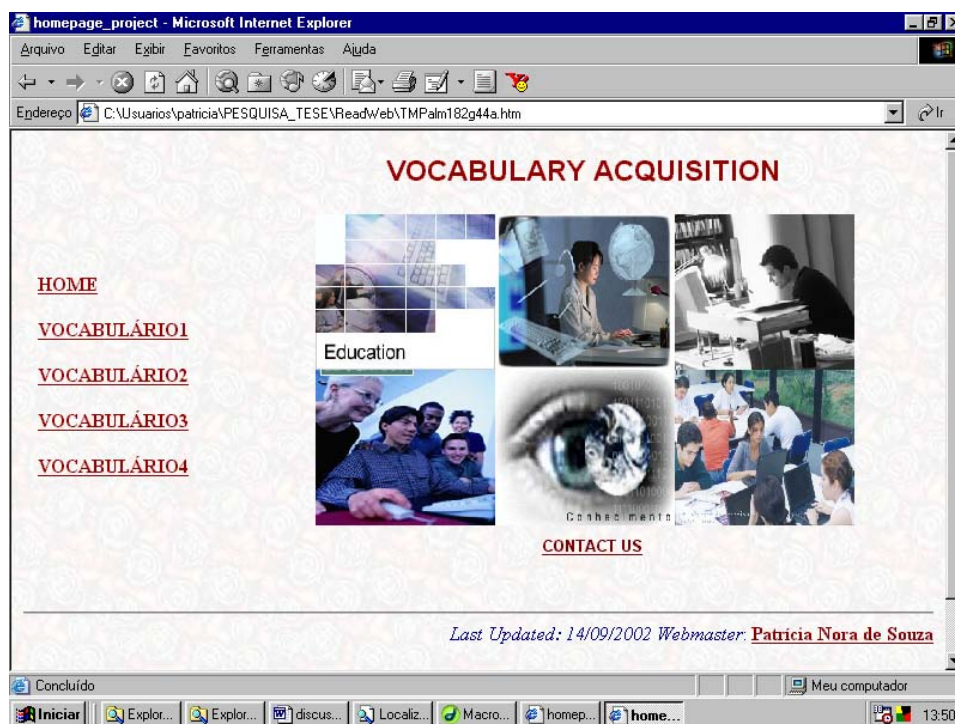 homepage_project - Microsoft Internet Explorer
Arquivo Editar Exibir Favoritos Ferramentas Ajuda
Endereço C:\Usuarios\patricia\PESQUISA_TESE\ReadWeb\TMPalm182g44a.htm Ir
VOCABULARY ACQUISITION
HOME
VOCABULÁRIO1
VOCABULÁRIO2
VOCABULÁRIO3
VOCABULÁRIO4
Education
Conhecimento
CONTACT US
Last Updated: 14/09/2002 Webmaster: Patrícia Nora de Souza
Concluído Meu computador
Iniciar Explor... Explor... discus... Localiz... Macro... homep... home... 13:50